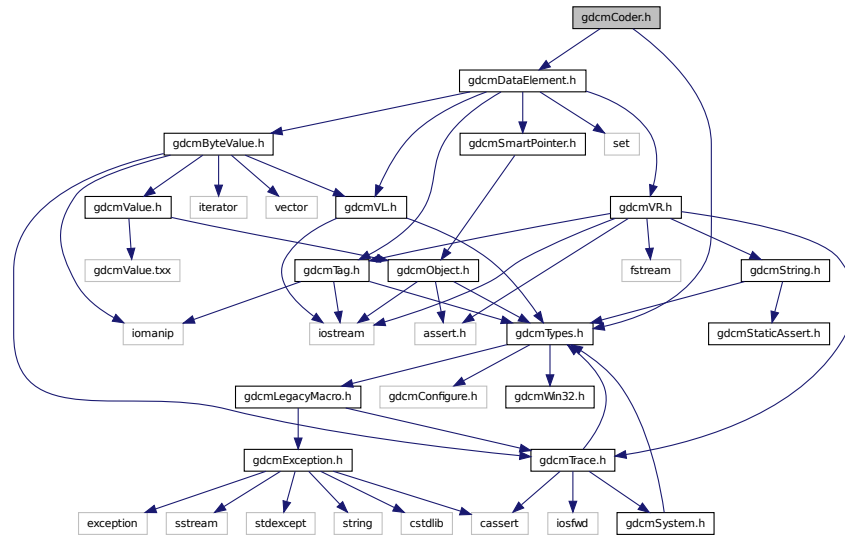 gdcmCoder.h
gdcmDataElement.h
gdcmByteValue.h
gdcmSmartPointer.h
set
gdcmValue.h
iterator
vector
gdcmVL.h
gdcmVR.h
gdcmValue.txx
gdcmTag.h
gdcmObject.h
fstream
gdcmString.h
iomanip
iostream
assert.h
gdcmTypes.h
gdcmStaticAssert.h
gdcmLegacyMacro.h
gdcmConfigure.h
gdcmWin32.h
gdcmException.h
gdcmTrace.h
exception
sstream
stdexcept
string
cstdlib
cassert
iosfwd
gdcmSystem.h